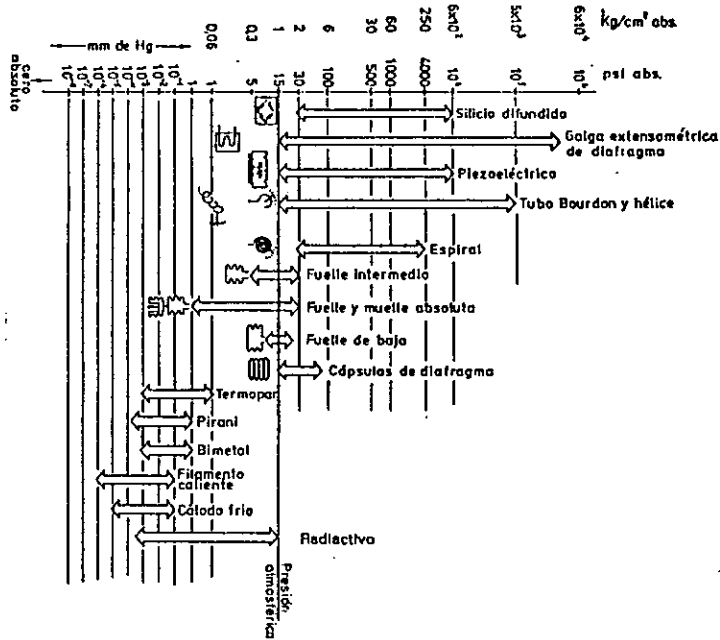 Kg/cm² abs.
0,06
0,3
1
2
6
30
60
250
6x10²
5x10³
6x10⁴
mm de Hg
psi abs.
cero
absoluto
1
5
15
30
100
500
1000
4000
10⁴
Silicio difundido
Galga extensométrica
de diafragma
Piezoeléctrico
Tubo Bourdon y hélice
Espiral
Fuelle intermedio
Fuelle y muelle absoluta
Fuelle de baja
Cápsulas de diafragma
Termopar
Pirani
Bimetal
Filamento
caliente
Cátodo frío
Radiactivo
Presión
atmosférica